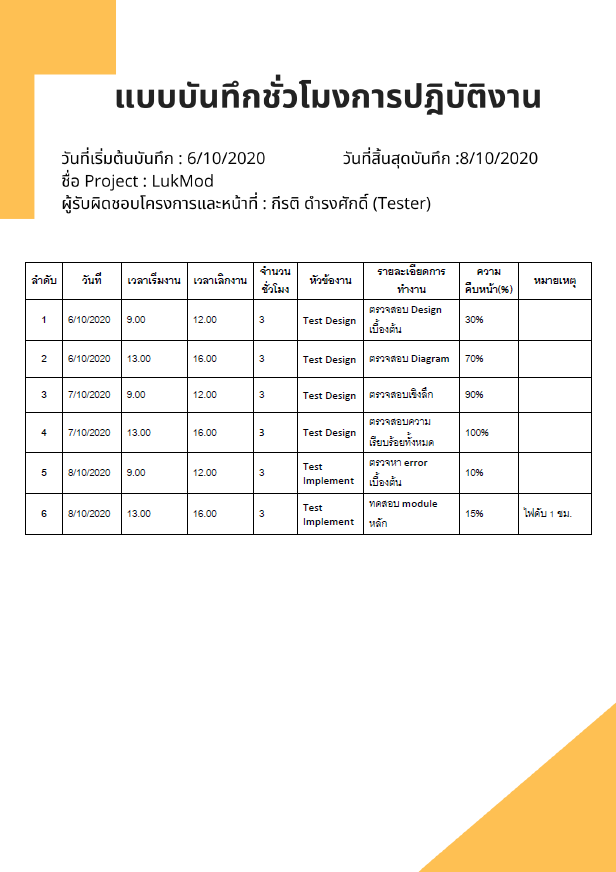 แบบบันทึกชั่วโมงการปฎิบัติงาน
วันที่เริ่มต้นบันทึก : 6/10/2020 วันที่สิ้นสุดบันทึก :8/10/2020
ชื่อ Project : LukMod
ผู้รับผิดชอบโครงการและหน้าที่ : กีรติ ดำรงศักดิ์ (Tester)
ลำดับ วันที่ เวลาเริ่มงาน เวลาเลิกงาน จำนวน ชั่วโมง หัวข้องาน รายละเอียดการ ทำงาน ความ คืบหน้า(%) หมายเหตุ
1 6/10/2020 9.00 12.00 3 Test Design ตรวจสอบ Design เบื้องต้น 30%
2 6/10/2020 13.00 16.00 3 Test Design ตรวจสอบ Diagram 70%
3 7/10/2020 9.00 12.00 3 Test Design ตรวจสอบเชิงลึก 90%
4 7/10/2020 13.00 16.00 3 Test Design ตรวจสอบความ เรียบร้อยทั้งหมด 100%
5 8/10/2020 9.00 12.00 3 Test Implement ตรวจหา error เบื้องต้น 10%
6 8/10/2020 13.00 16.00 3 Test Implement ทดสอบ module หลัก 15% ไฟดับ 1 ชม.